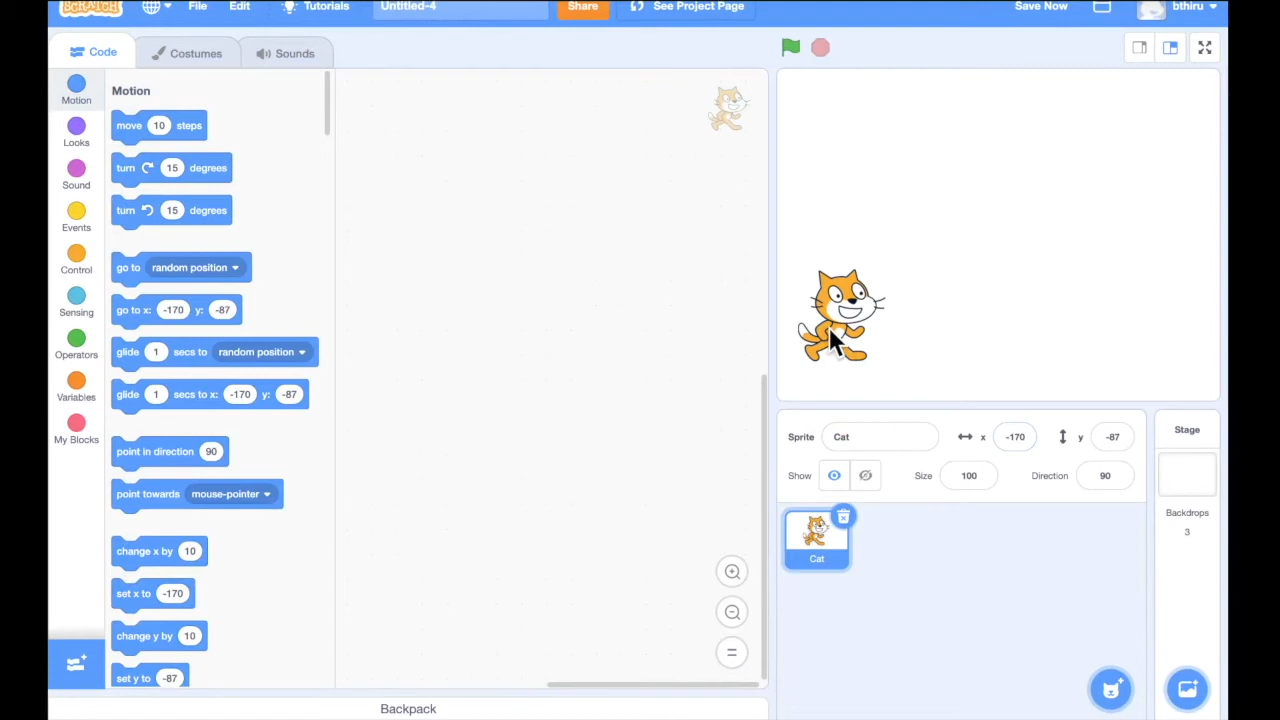 SCRATCH File Edit Tutorials Untitled-4 Share See Project Page Save Now bthiru
Code Costumes Sounds
Motion
Looks
Sound
Events
Control
Sensing
Operators
Variables
My Blocks
Motion
move 10 steps
turn 15 degrees
turn 15 degrees
go to random position
go to x: -170 y: -87
glide 1 secs to random position
glide 1 secs to x: -170 y: -87
point in direction 90
point towards mouse-pointer
change x by 10
set x to -170
change y by 10
set y to -87
Sprite Cat x -170 y -87
Show Size 100 Direction 90
Cat
Stage
Backdrops
3
Backpack